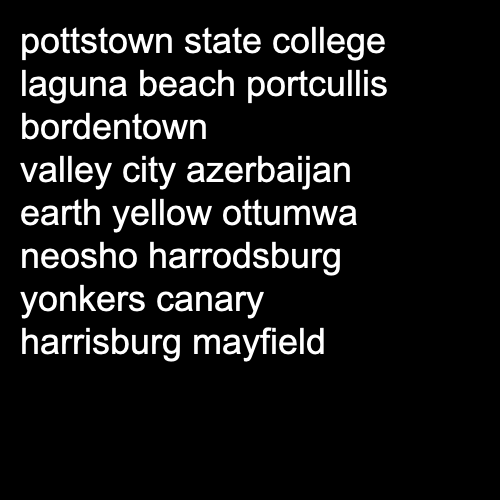 pottstown state college
laguna beach portcullis
bordentown
valley city azerbaijan
earth yellow ottumwa
neosho harrodsburg
yonkers canary
harrisburg mayfield